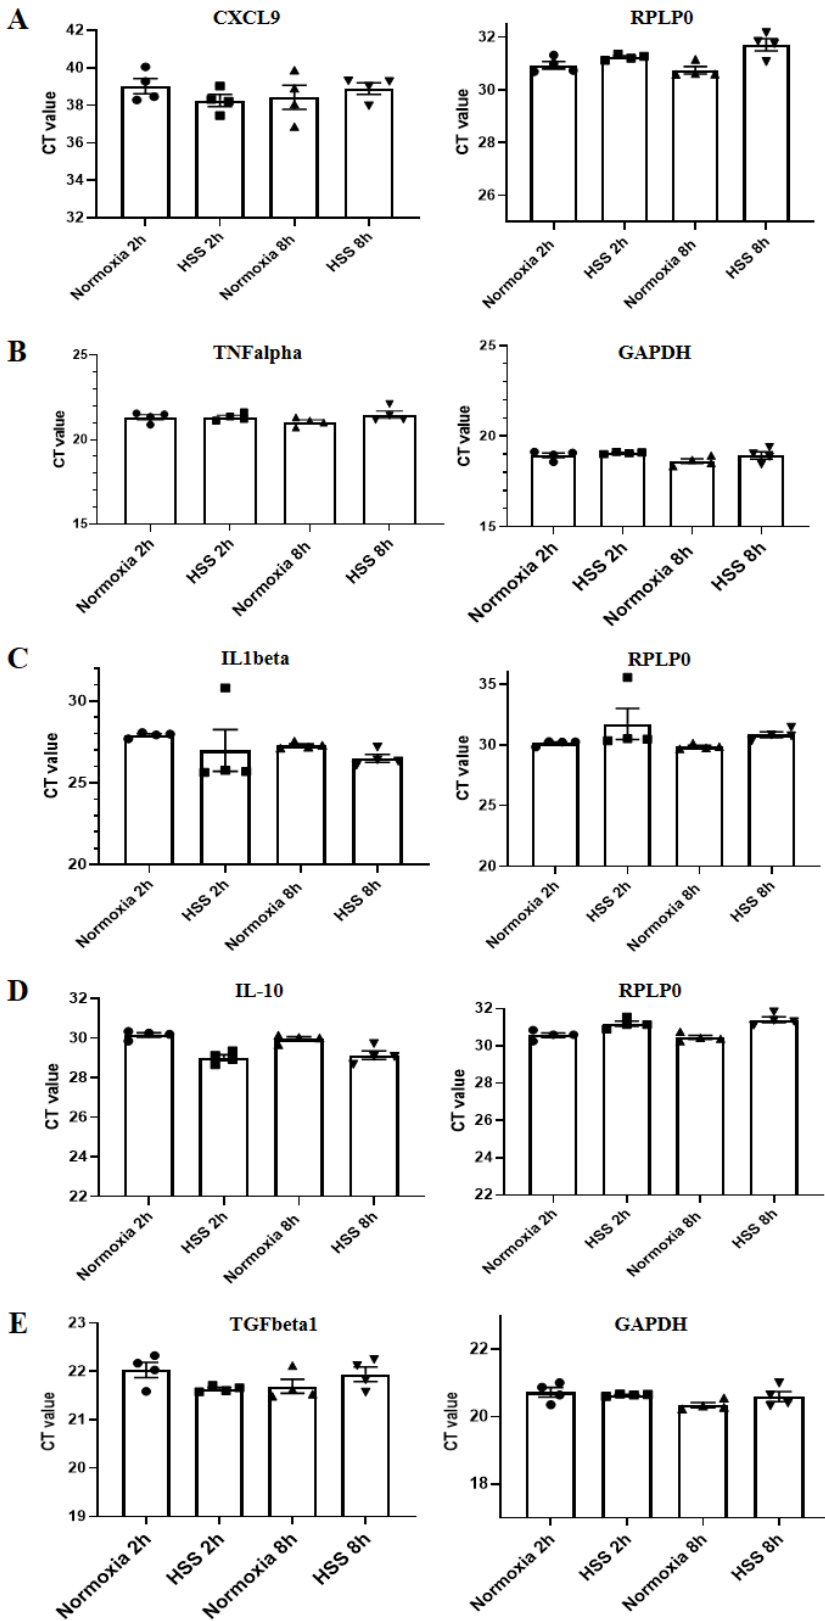 A
CXCL9
CT value
42
40
38
36
34
32
Normoxia 2h
HSS 2h
Normoxia 8h
HSS 8h
RPLP0
CT value
32
30
28
26
Normoxia 2h
HSS 2h
Normoxia 8h
HSS 8h
B
TNFalpha
CT value
25
20
15
Normoxia 2h
HSS 2h
Normoxia 8h
HSS 8h
GAPDH
CT value
25
20
15
Normoxia 2h
HSS 2h
Normoxia 8h
HSS 8h
C
IL1beta
CT value
30
25
20
Normoxia 2h
HSS 2h
Normoxia 8h
HSS 8h
RPLP0
CT value
35
30
25
20
Normoxia 2h
HSS 2h
Normoxia 8h
HSS 8h
D
IL-10
CT value
32
30
28
26
24
22
Normoxia 2h
HSS 2h
Normoxia 8h
HSS 8h
RPLP0
CT value
32
30
28
26
24
22
Normoxia 2h
HSS 2h
Normoxia 8h
HSS 8h
E
TGFbeta1
CT value
23
22
21
20
19
Normoxia 2h
HSS 2h
Normoxia 8h
HSS 8h
GAPDH
CT value
22
20
18
Normoxia 2h
HSS 2h
Normoxia 8h
HSS 8h